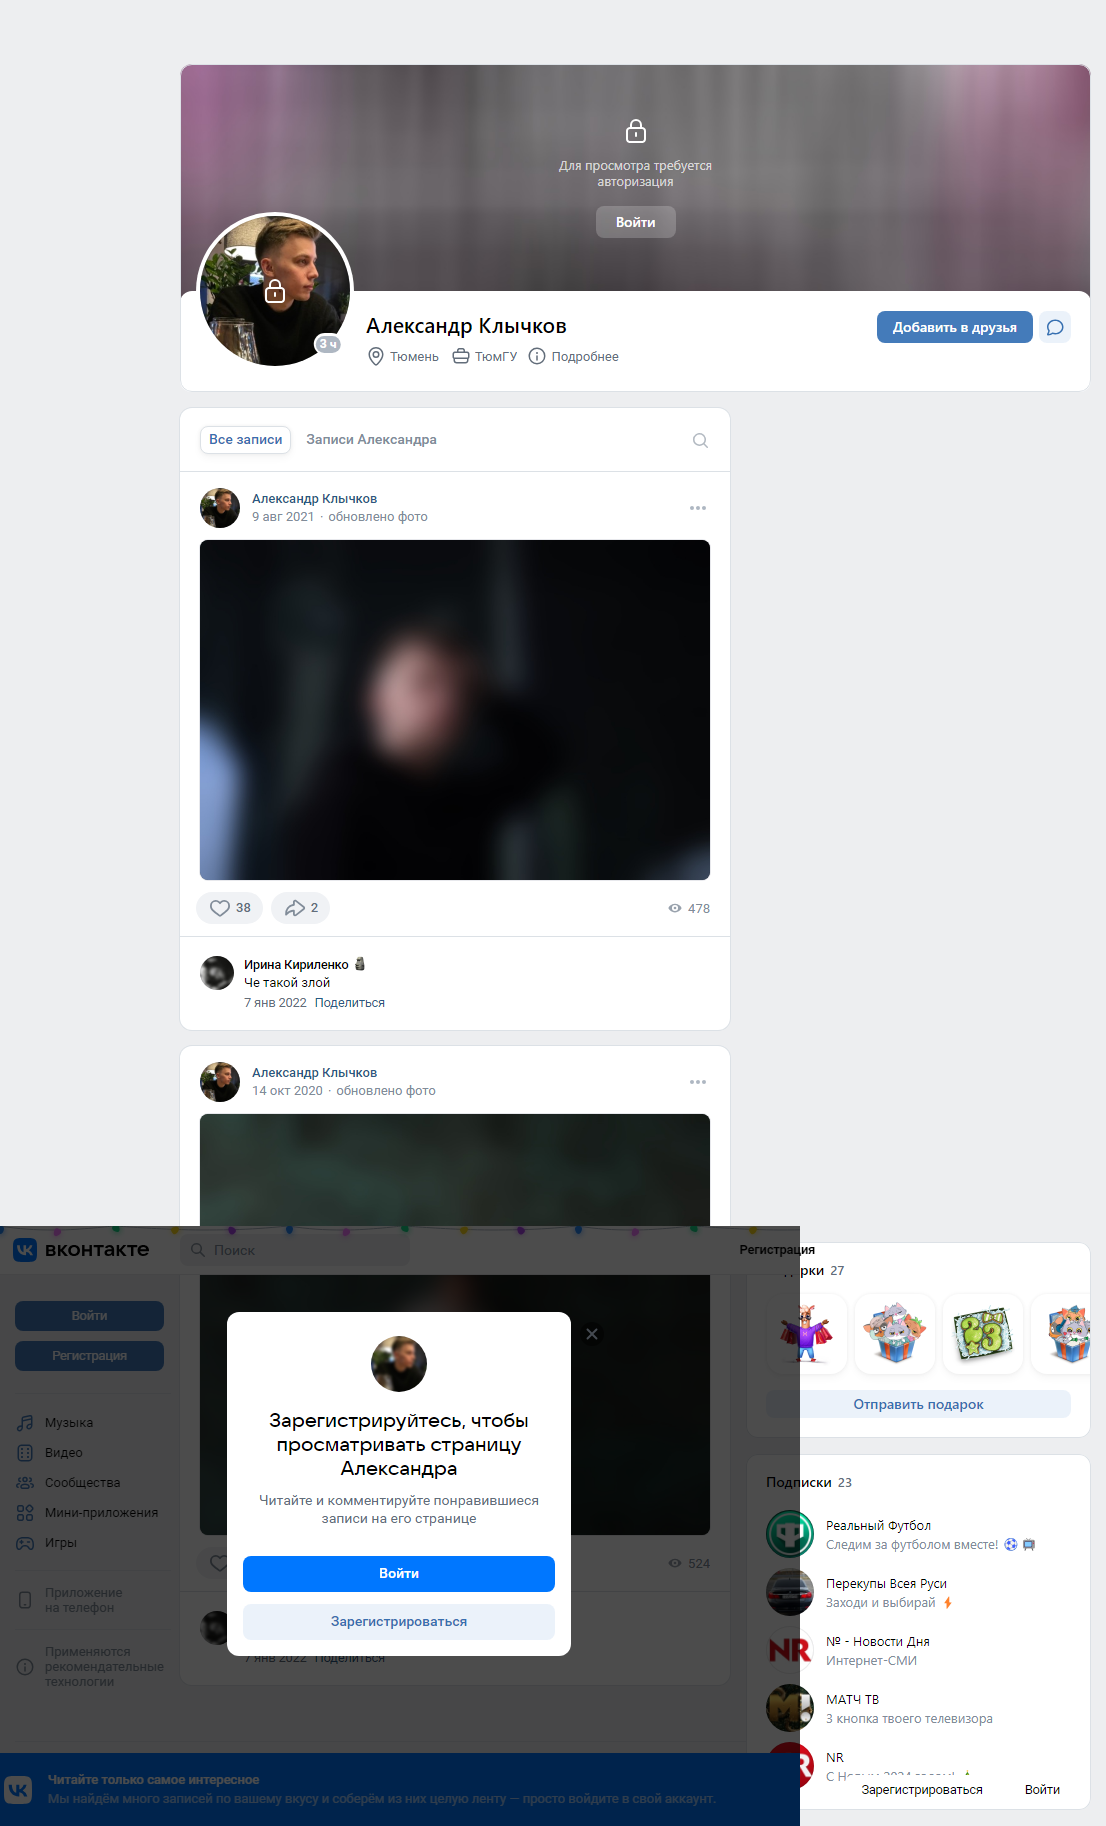 Для просмотра требуется
авторизация
Войти
3 ч
Александр Клычков
Тюмень ТюмГУ Подробнее
Добавить в друзья
Все записи Записи Александра
Александр Клычков
9 авг 2021 · обновлено фото
38 2 478
Ирина Кириленко
Че такой злой
7 янв 2022 Поделиться
Александр Клычков
14 окт 2020 · обновлено фото
вконтакте
Поиск
Регистрация
Войти
Регистрация
Музыка
Видео
Сообщества
Мини-приложения
Игры
Приложение
на телефон
Применяются
рекомендательные
технологии
Зарегистрируйтесь, чтобы
просматривать страницу
Александра
Читайте и комментируйте понравившиеся
записи на его странице
Войти
Зарегистрироваться
524
7 янв 2022 Поделиться
27
23
Отправить подарок
Подписки 23
Реальный Футбол
Следим за футболом вместе!
Перекупы Всея Руси
Заходи и выбирай
NR
№ - Новости Дня
Интернет-СМИ
МАТЧ ТВ
3 кнопка твоего телевизора
NR
Зарегистрироваться Войти
Читайте только самое интересное
Мы найдём много записей по вашему вкусу и соберём из них целую ленту — просто войдите в свой аккаунт.